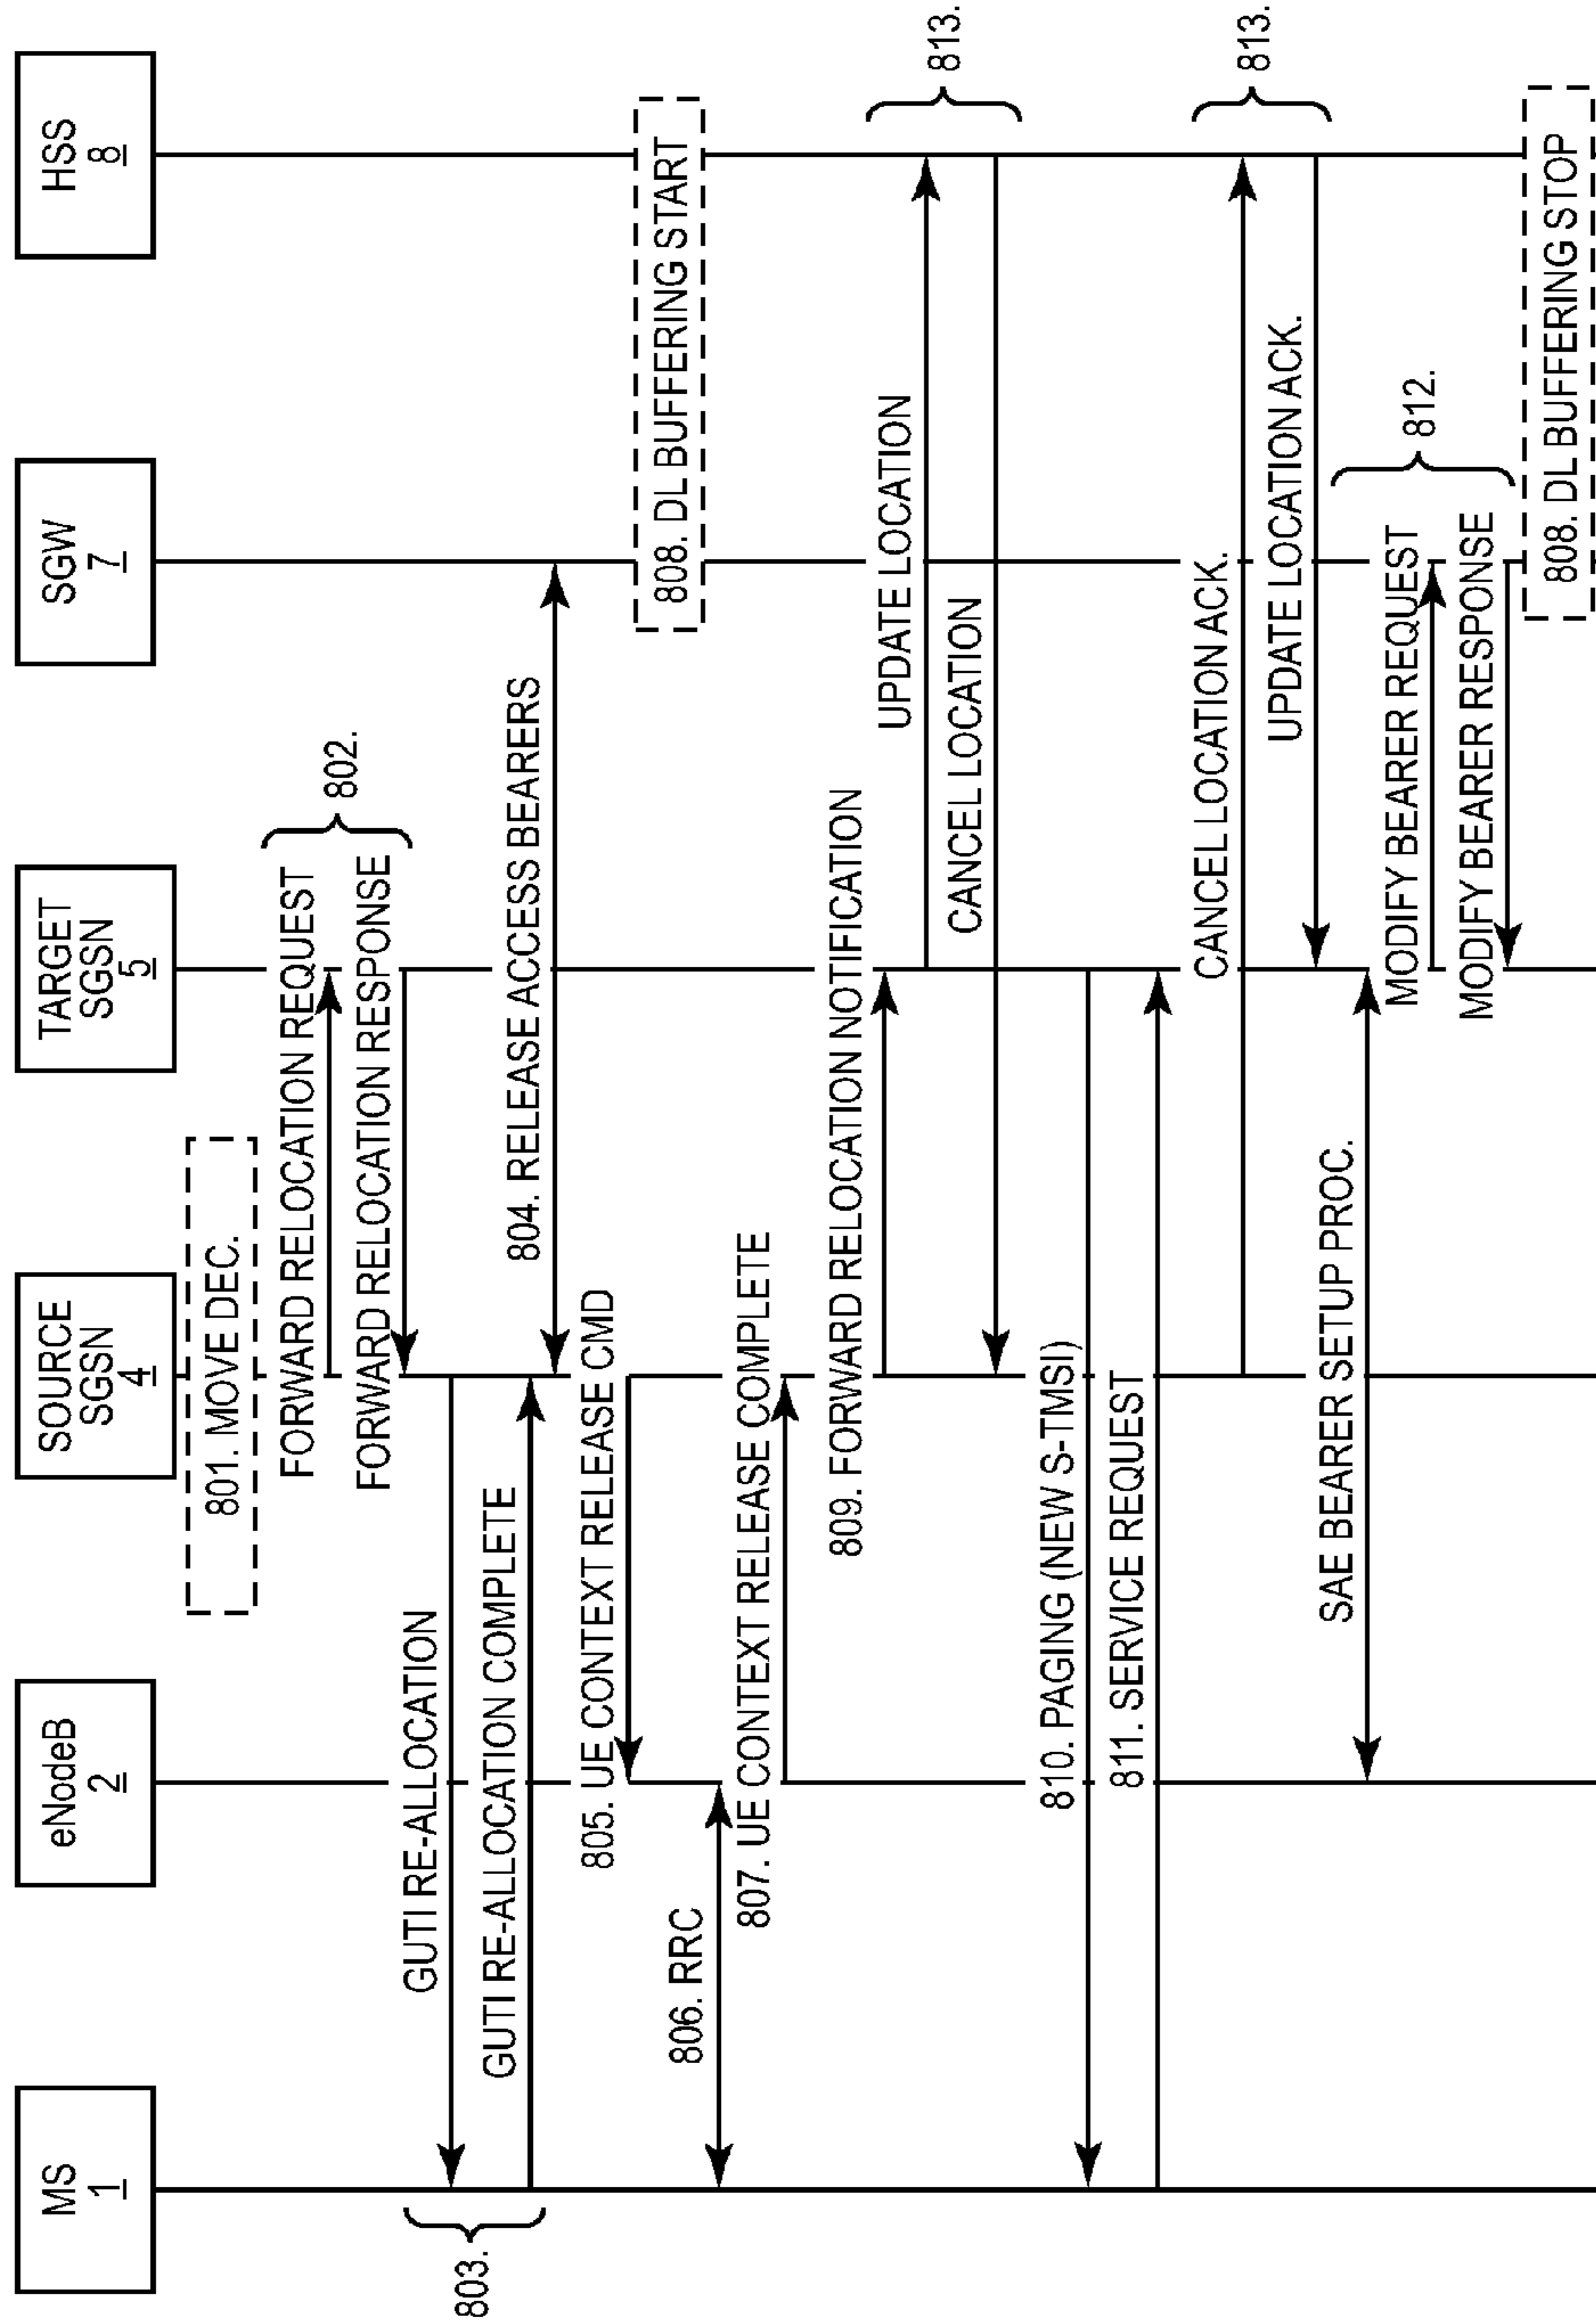 MS
1
eNodeB
2
SOURCE
SGSN
4
TARGET
SGSN
5
SGW
7
HSS
8
801. MOVE DEC.
FORWARD RELOCATION REQUEST
FORWARD RELOCATION RESPONSE
802.
GUTI RE-ALLOCATION
GUTI RE-ALLOCATION COMPLETE
803.
804. RELEASE ACCESS BEARERS
805. UE CONTEXT RELEASE CMD
806. RRC
808. DL BUFFERING START
807. UE CONTEXT RELEASE COMPLETE
809. FORWARD RELOCATION NOTIFICATION
UPDATE LOCATION
CANCEL LOCATION
813.
810. PAGING (NEW S-TMSI)
811. SERVICE REQUEST
CANCEL LOCATION ACK.
UPDATE LOCATION ACK.
813.
SAE BEARER SETUP PROC.
MODIFY BEARER REQUEST
MODIFY BEARER RESPONSE
812.
808. DL BUFFERING STOP